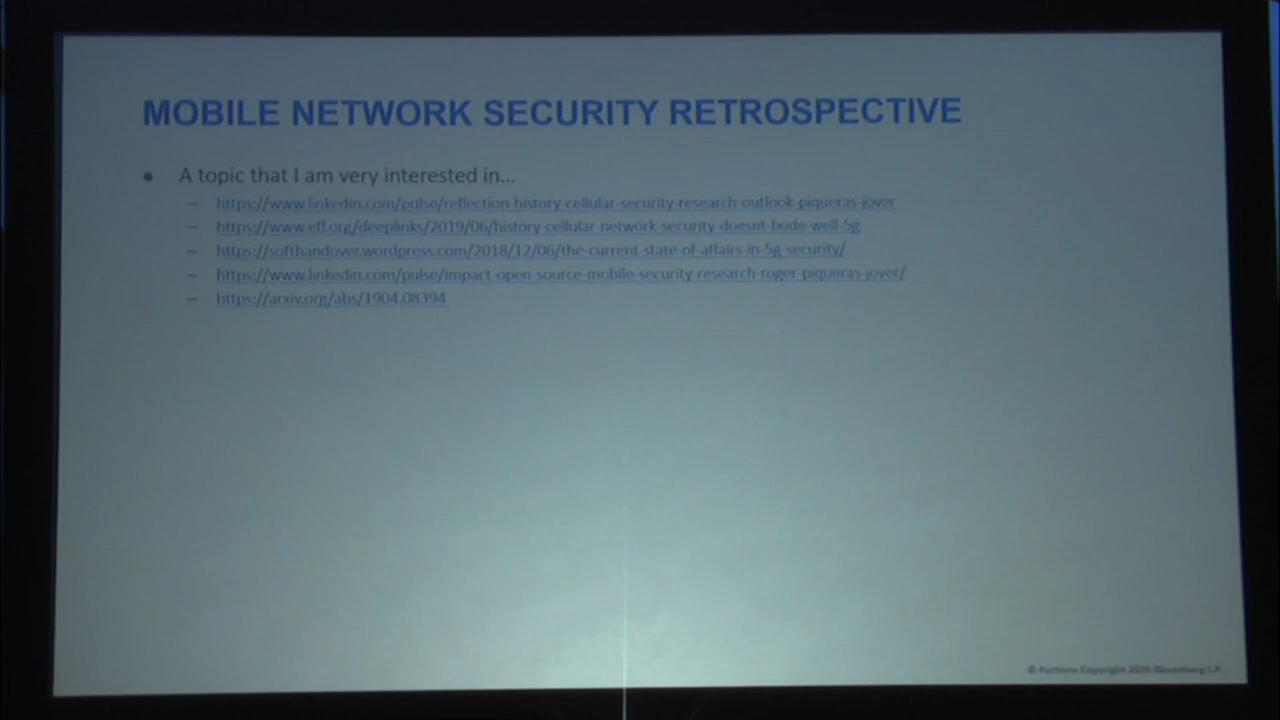 MOBILE NETWORK SECURITY RETROSPECTIVE
• A topic that I am very interested in...
– https://www.linkedin.com/pulse/reflection-history-cellular-security-research-outlook-piqueras-jover
– https://www.eff.org/deeplinks/2019/06/history-cellular-network-security-doesnt-bode-well-5g
– https://softhandover.wordpress.com/2018/12/06/the-current-state-of-affairs-in-5g-security/
– https://www.linkedin.com/pulse/impact-open-source-mobile-security-research-roger-piqueras-jover/
– https://arxiv.org/abs/1904.08394
© Portions Copyright 2020 Bloomberg L.P.